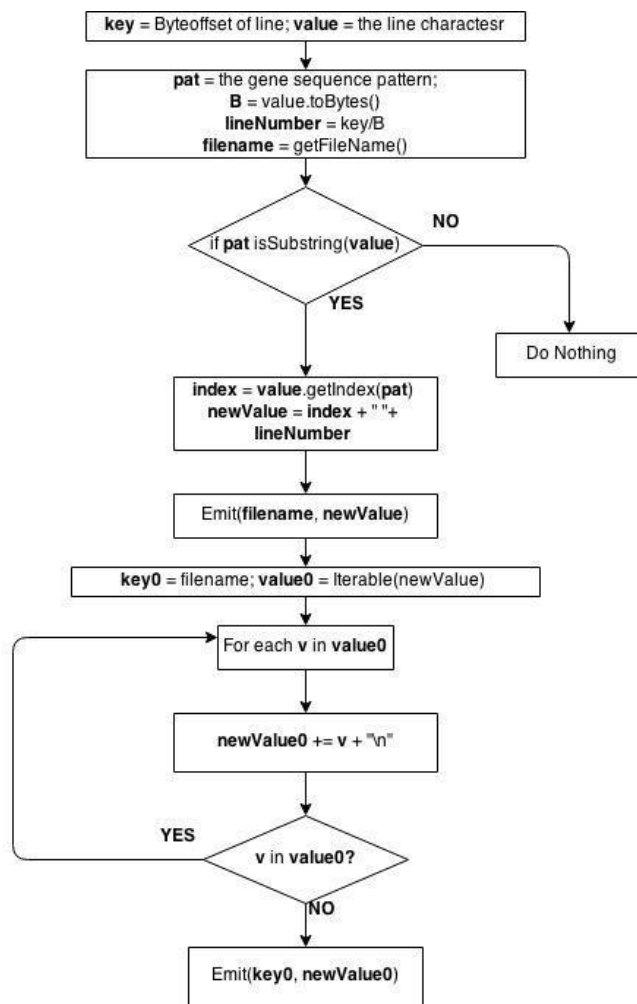 key = Byteoffset of line; value = the line charactesr
pat = the gene sequence pattern;
B = value.toBytes()
lineNumber = key/B
filename = getFileName()
if pat isSubstring(value)
NO
YES
Do Nothing
index = value.getIndex(pat)
newValue = index + " "+
lineNumber
Emit(filename, newValue)
key0 = filename; value0 = Iterable(newValue)
For each v in value0
newValue0 += v + "\n"
YES
v in value0?
NO
Emit(key0, newValue0)